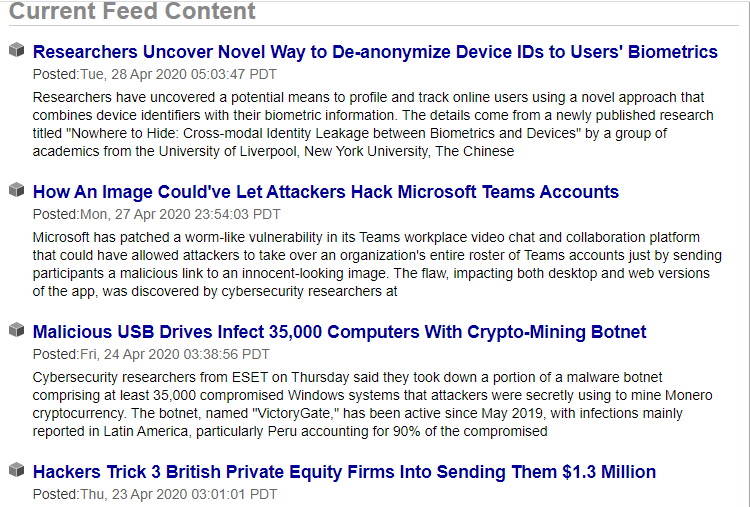 Current Feed Content
Researchers Uncover Novel Way to De-anonymize Device IDs to Users' Biometrics
Posted:Tue, 28 Apr 2020 05:03:47 PDT
Researchers have uncovered a potential means to profile and track online users using a novel approach that
combines device identifiers with their biometric information. The details come from a newly published research
titled "Nowhere to Hide: Cross-modal Identity Leakage between Biometrics and Devices" by a group of
academics from the University of Liverpool, New York University, The Chinese
How An Image Could've Let Attackers Hack Microsoft Teams Accounts
Posted:Mon, 27 Apr 2020 23:54:03 PDT
Microsoft has patched a worm-like vulnerability in its Teams workplace video chat and collaboration platform
that could have allowed attackers to take over an organization's entire roster of Teams accounts just by sending
participants a malicious link to an innocent-looking image. The flaw, impacting both desktop and web versions
of the app, was discovered by cybersecurity researchers at
Malicious USB Drives Infect 35,000 Computers With Crypto-Mining Botnet
Posted:Fri, 24 Apr 2020 03:38:56 PDT
Cybersecurity researchers from ESET on Thursday said they took down a portion of a malware botnet
comprising at least 35,000 compromised Windows systems that attackers were secretly using to mine Monero
cryptocurrency. The botnet, named "VictoryGate," has been active since May 2019, with infections mainly
reported in Latin America, particularly Peru accounting for 90% of the compromised
Hackers Trick 3 British Private Equity Firms Into Sending Them $1.3 Million
Posted:Thu, 23 Apr 2020 03:01:01 PDT